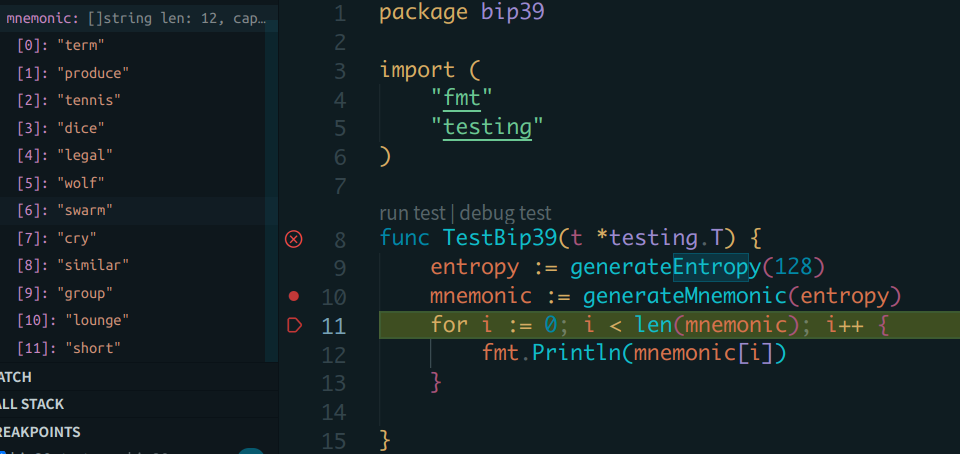 mnemonic: []string len: 12, cap…
[0]: "term"
[1]: "produce"
[2]: "tennis"
[3]: "dice"
[4]: "legal"
[5]: "wolf"
[6]: "swarm"
[7]: "cry"
[8]: "similar"
[9]: "group"
[10]: "lounge"
[11]: "short"
ATCH
ALL STACK
REAKPOINTS
1 package bip39
2
3 import (
4 "fmt"
5 "testing"
6 )
7
run test | debug test
8 func TestBip39(t *testing.T) {
9 entropy := generateEntropy(128)
10 mnemonic := generateMnemonic(entropy)
11 for i := 0; i < len(mnemonic); i++ {
12 fmt.Println(mnemonic[i])
13 }
14
15 }